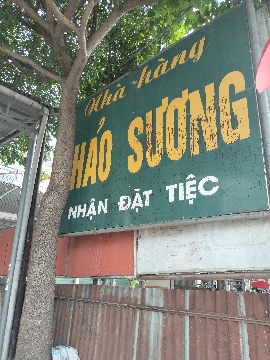 Nhà hàng
HẢO SƯƠNG
NHẬN ĐẶT TIỆC